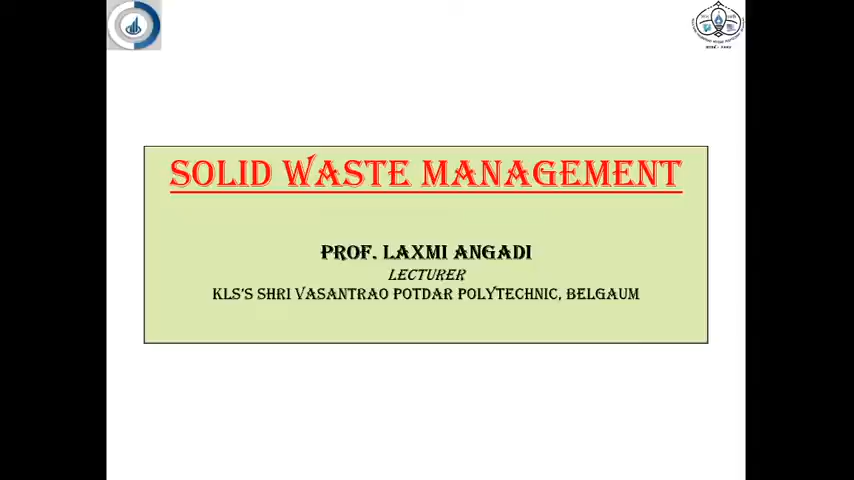 SOLID WASTE MANAGEMENT
PROF. LAXMI ANGADI
LECTURER
KLS'S SHRI VASANTRAO POTDAR POLYTECHNIC, BELGAUM